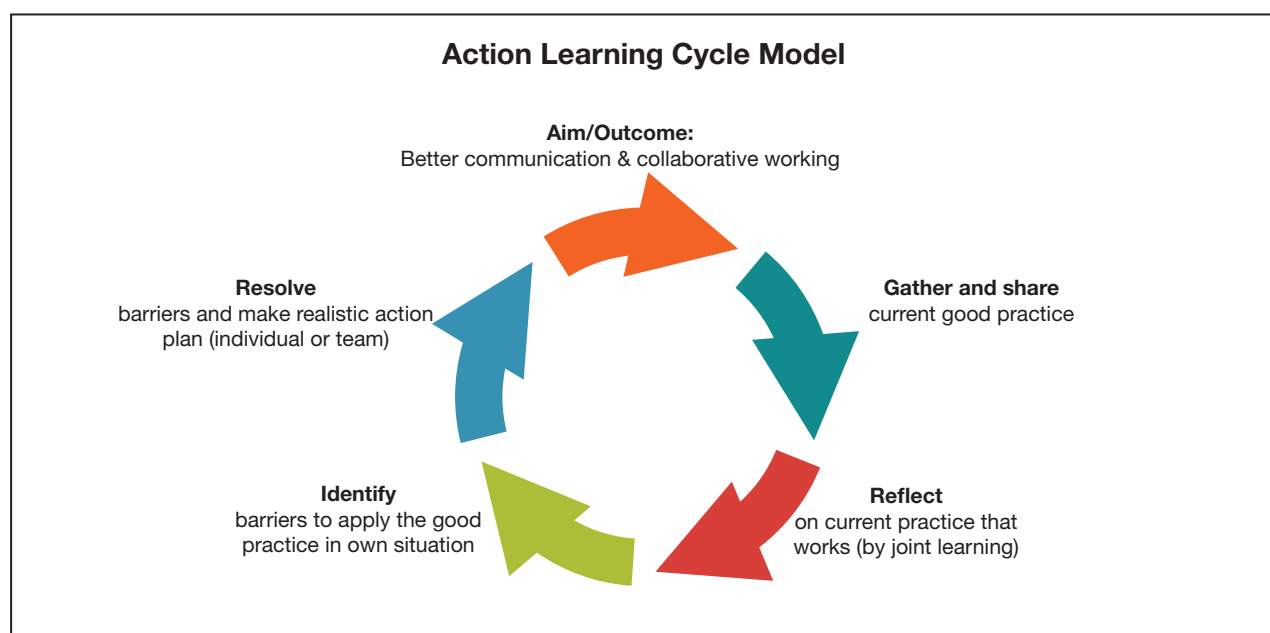 Action Learning Cycle Model
Aim/Outcome:
Better communication & collaborative working
Gather and share
current good practice
Reflect
on current practice that
works (by joint learning)
Identify
barriers to apply the good
practice in own situation
Resolve
barriers and make realistic action
plan (individual or team)